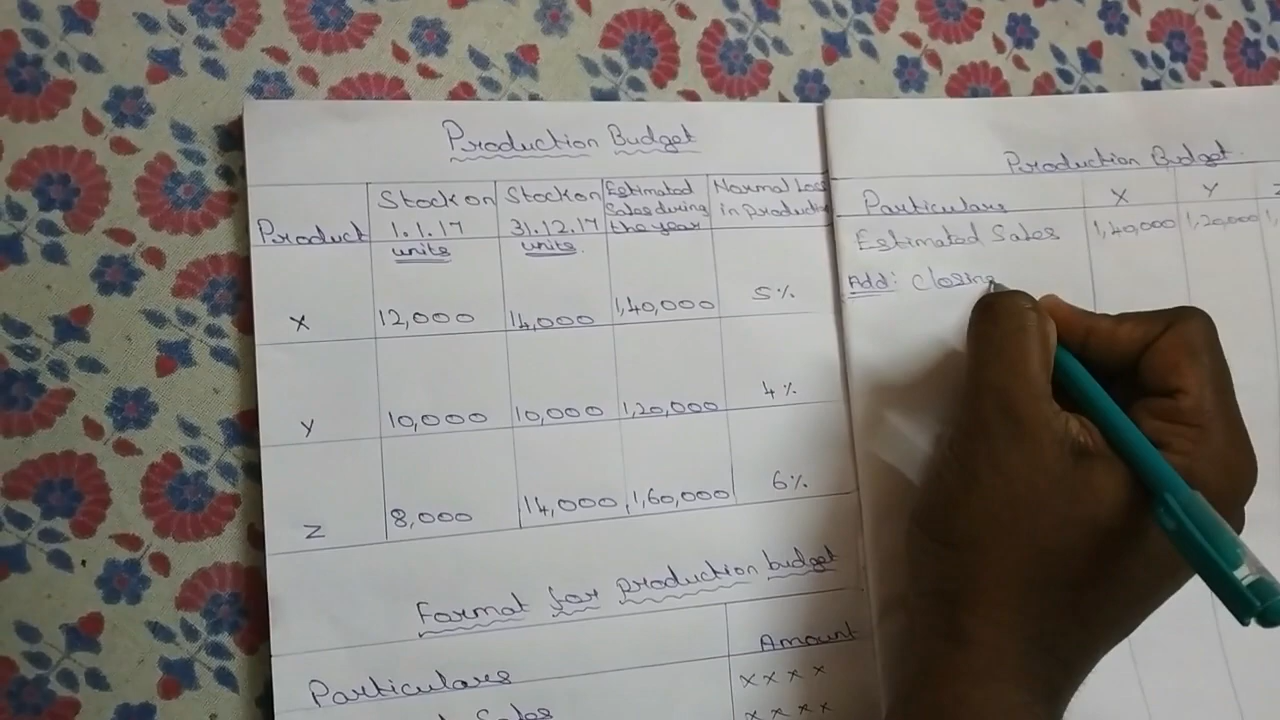 Production Budget
Product
Stock on
1.1.17
units
Stock on
31.12.17
units
Estimated
Sales during
the year
Normal Loss
in production
X 12,000 14,000 1,40,000 5%
Y 10,000 10,000 1,20,000 4%
Z 8,000 14,000 1,60,000 6%
Format for production budget
Particulars Amount
xxxx
Sales xxxx
Production Budget
Particulars X Y
Estimated Sales 1,40,000 1,20,000
Add: Closing